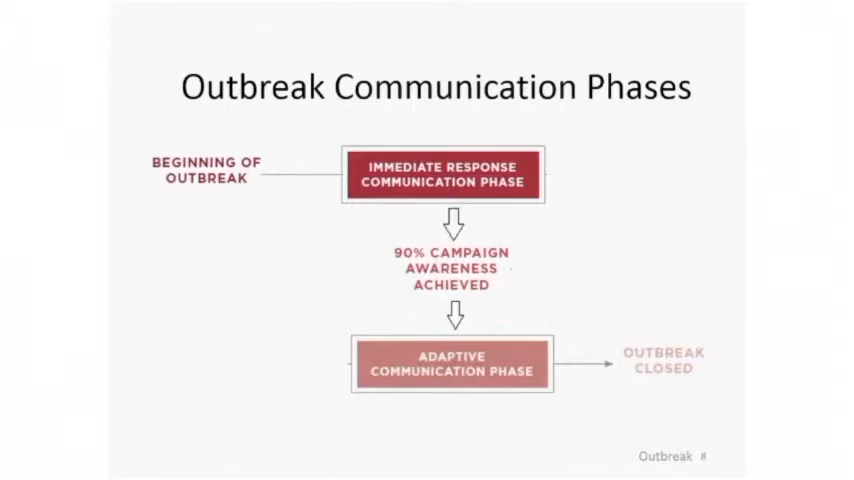 Outbreak Communication Phases
BEGINNING OF
OUTBREAK
IMMEDIATE RESPONSE
COMMUNICATION PHASE
90% CAMPAIGN
AWARENESS
ACHIEVED
ADAPTIVE
COMMUNICATION PHASE
OUTBREAK
CLOSED
Outbreak 8